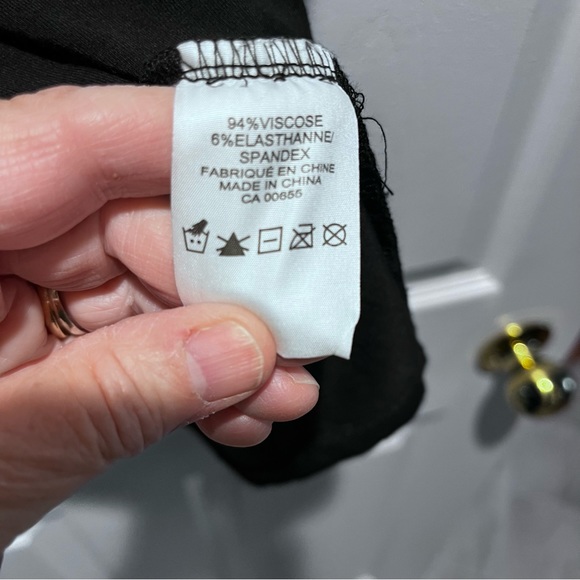 94%VISCOSE
6%ELASTHANNE/
SPANDEX
FABRIQUÉ EN CHINE
MADE IN CHINA
CA 00655